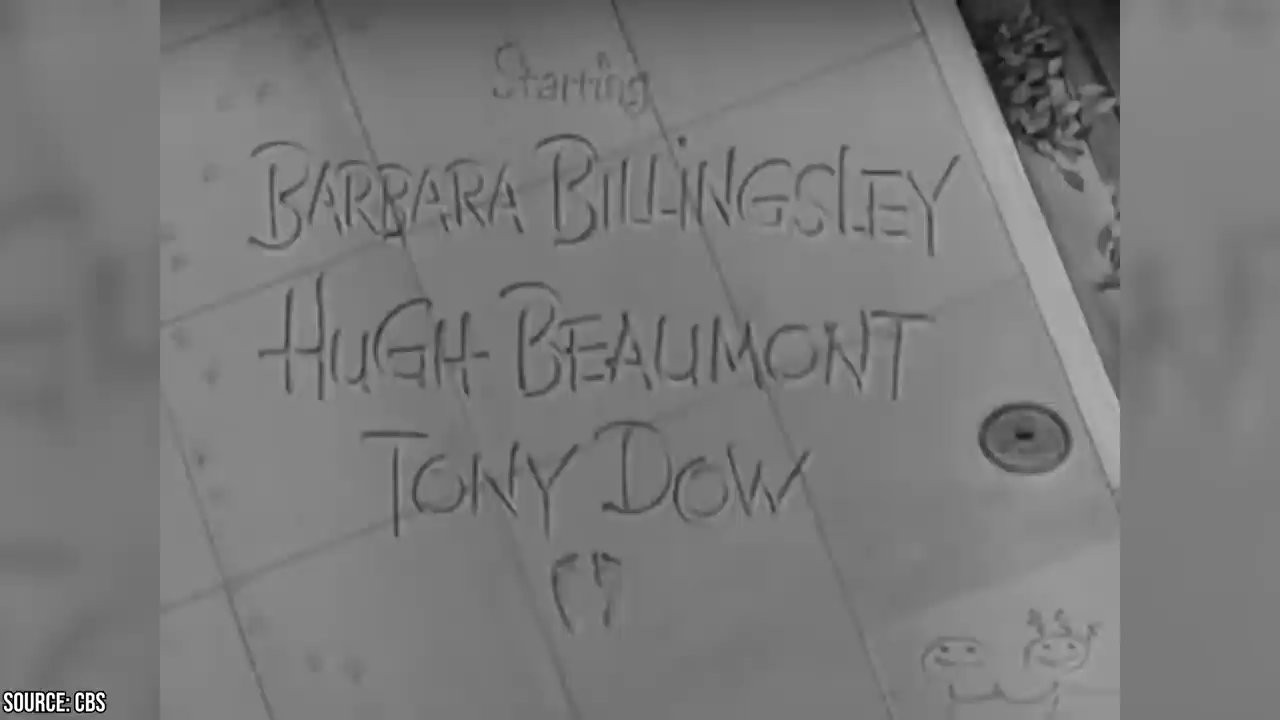 Starring
BARBARA BILLiNGSLEY
HUGH BEAUMONT
TONY DOW
SOURCE: CBS